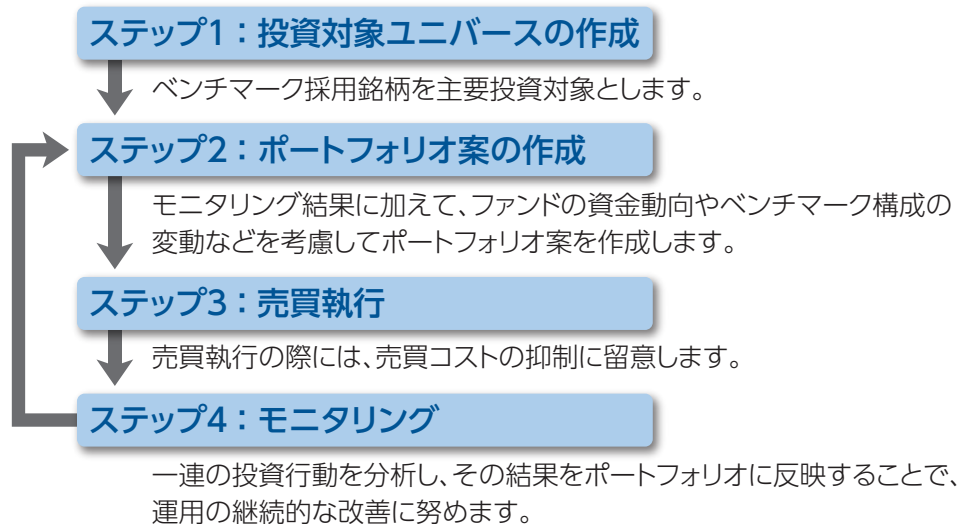 ステップ1：投資対象ユニバースの作成
ベンチマーク採用銘柄を主要投資対象とします。
ステップ2：ポートフォリオ案の作成
モニタリング結果に加えて、ファンドの資金動向やベンチマーク構成の
変動などを考慮してポートフォリオ案を作成します。
ステップ3：売買執行
売買執行の際には、売買コストの抑制に留意します。
ステップ4：モニタリング
一連の投資行動を分析し、その結果をポートフォリオに反映することで、
運用の継続的な改善に努めます。